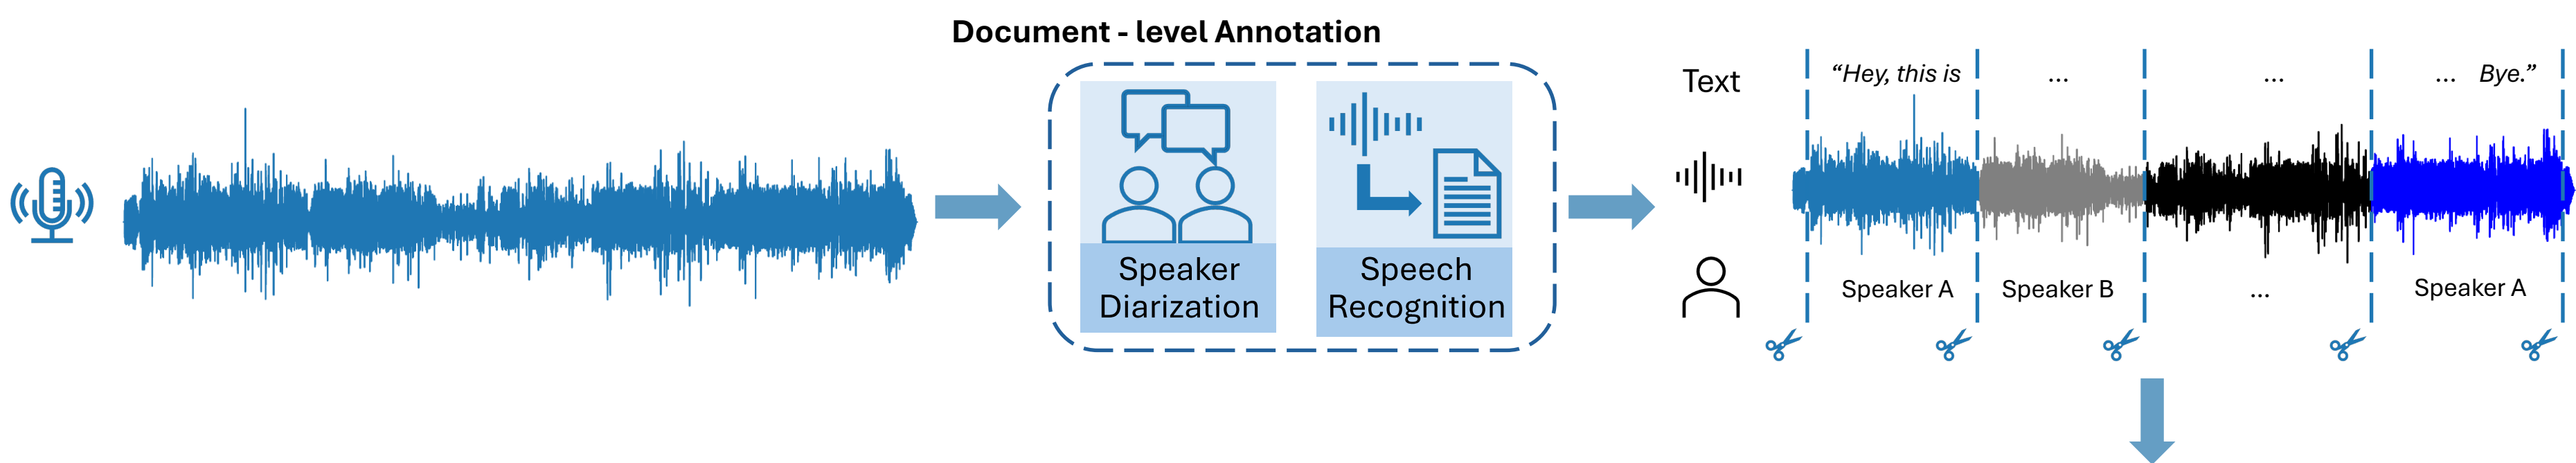 Document - level Annotation
Speaker
Diarization
Speech
Recognition
Text
“Hey, this is
...
...
... Bye.”
Speaker A
Speaker B
...
Speaker A